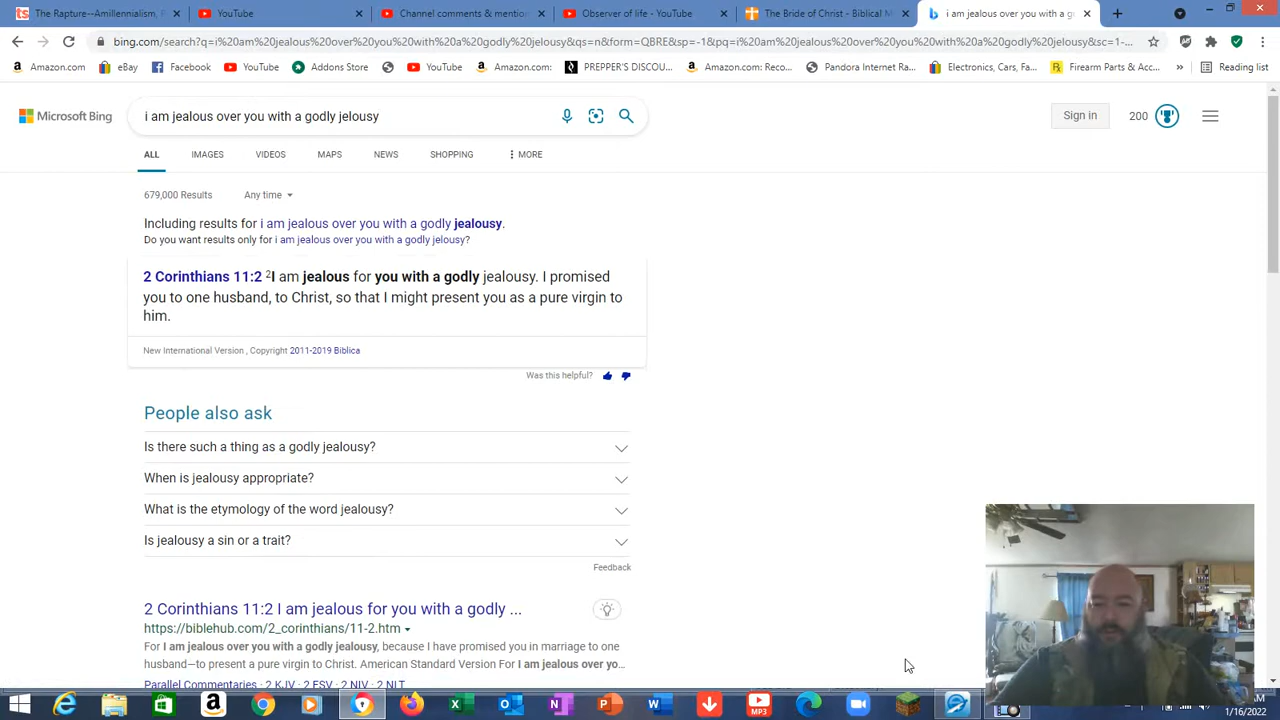 The Rapture--Amillennialism, P
YouTube
Channel comments & mention
Observer of life - YouTube
The Bride of Christ - Biblical M
i am jealous over you with a g
bing.com/search?q=i%20am%20jealous%20over%20you%20with%20a%20godly%20jelousy&qs=n&form=QBRE&sp=-1&pq=i%20am%20jealous%20over%20you%20with%20a%20godly%20jelousy&sc=1-...
Amazon.com
eBay
Facebook
YouTube
Addons Store
YouTube
Amazon.com:
PREPPER'S DISCOU...
Amazon.com: Reco...
Pandora Internet Ra...
Electronics, Cars, Fa...
Firearm Parts & Acc...
»
Reading list
Microsoft Bing
i am jealous over you with a godly jelousy
Sign in
200
ALL
IMAGES
VIDEOS
MAPS
NEWS
SHOPPING
MORE
679,000 Results
Any time
Including results for i am jealous over you with a godly jealousy.
Do you want results only for i am jealous over you with a godly jelousy?
2 Corinthians 11:2 ²I am jealous for you with a godly jealousy. I promised
you to one husband, to Christ, so that I might present you as a pure virgin to
him.
New International Version , Copyright 2011-2019 Biblica
Was this helpful?
People also ask
Is there such a thing as a godly jealousy?
When is jealousy appropriate?
What is the etymology of the word jealousy?
Is jealousy a sin or a trait?
Feedback
2 Corinthians 11:2 I am jealous for you with a godly ...
https://biblehub.com/2_corinthians/11-2.htm
For I am jealous over you with a godly jealousy, because I have promised you in marriage to one
husband—to present a pure virgin to Christ. American Standard Version For I am jealous over yo...
Parallel Commentaries · 2 KJV · 2 ESV · 2 NIV · 2 NLT
MP3
1/16/2022